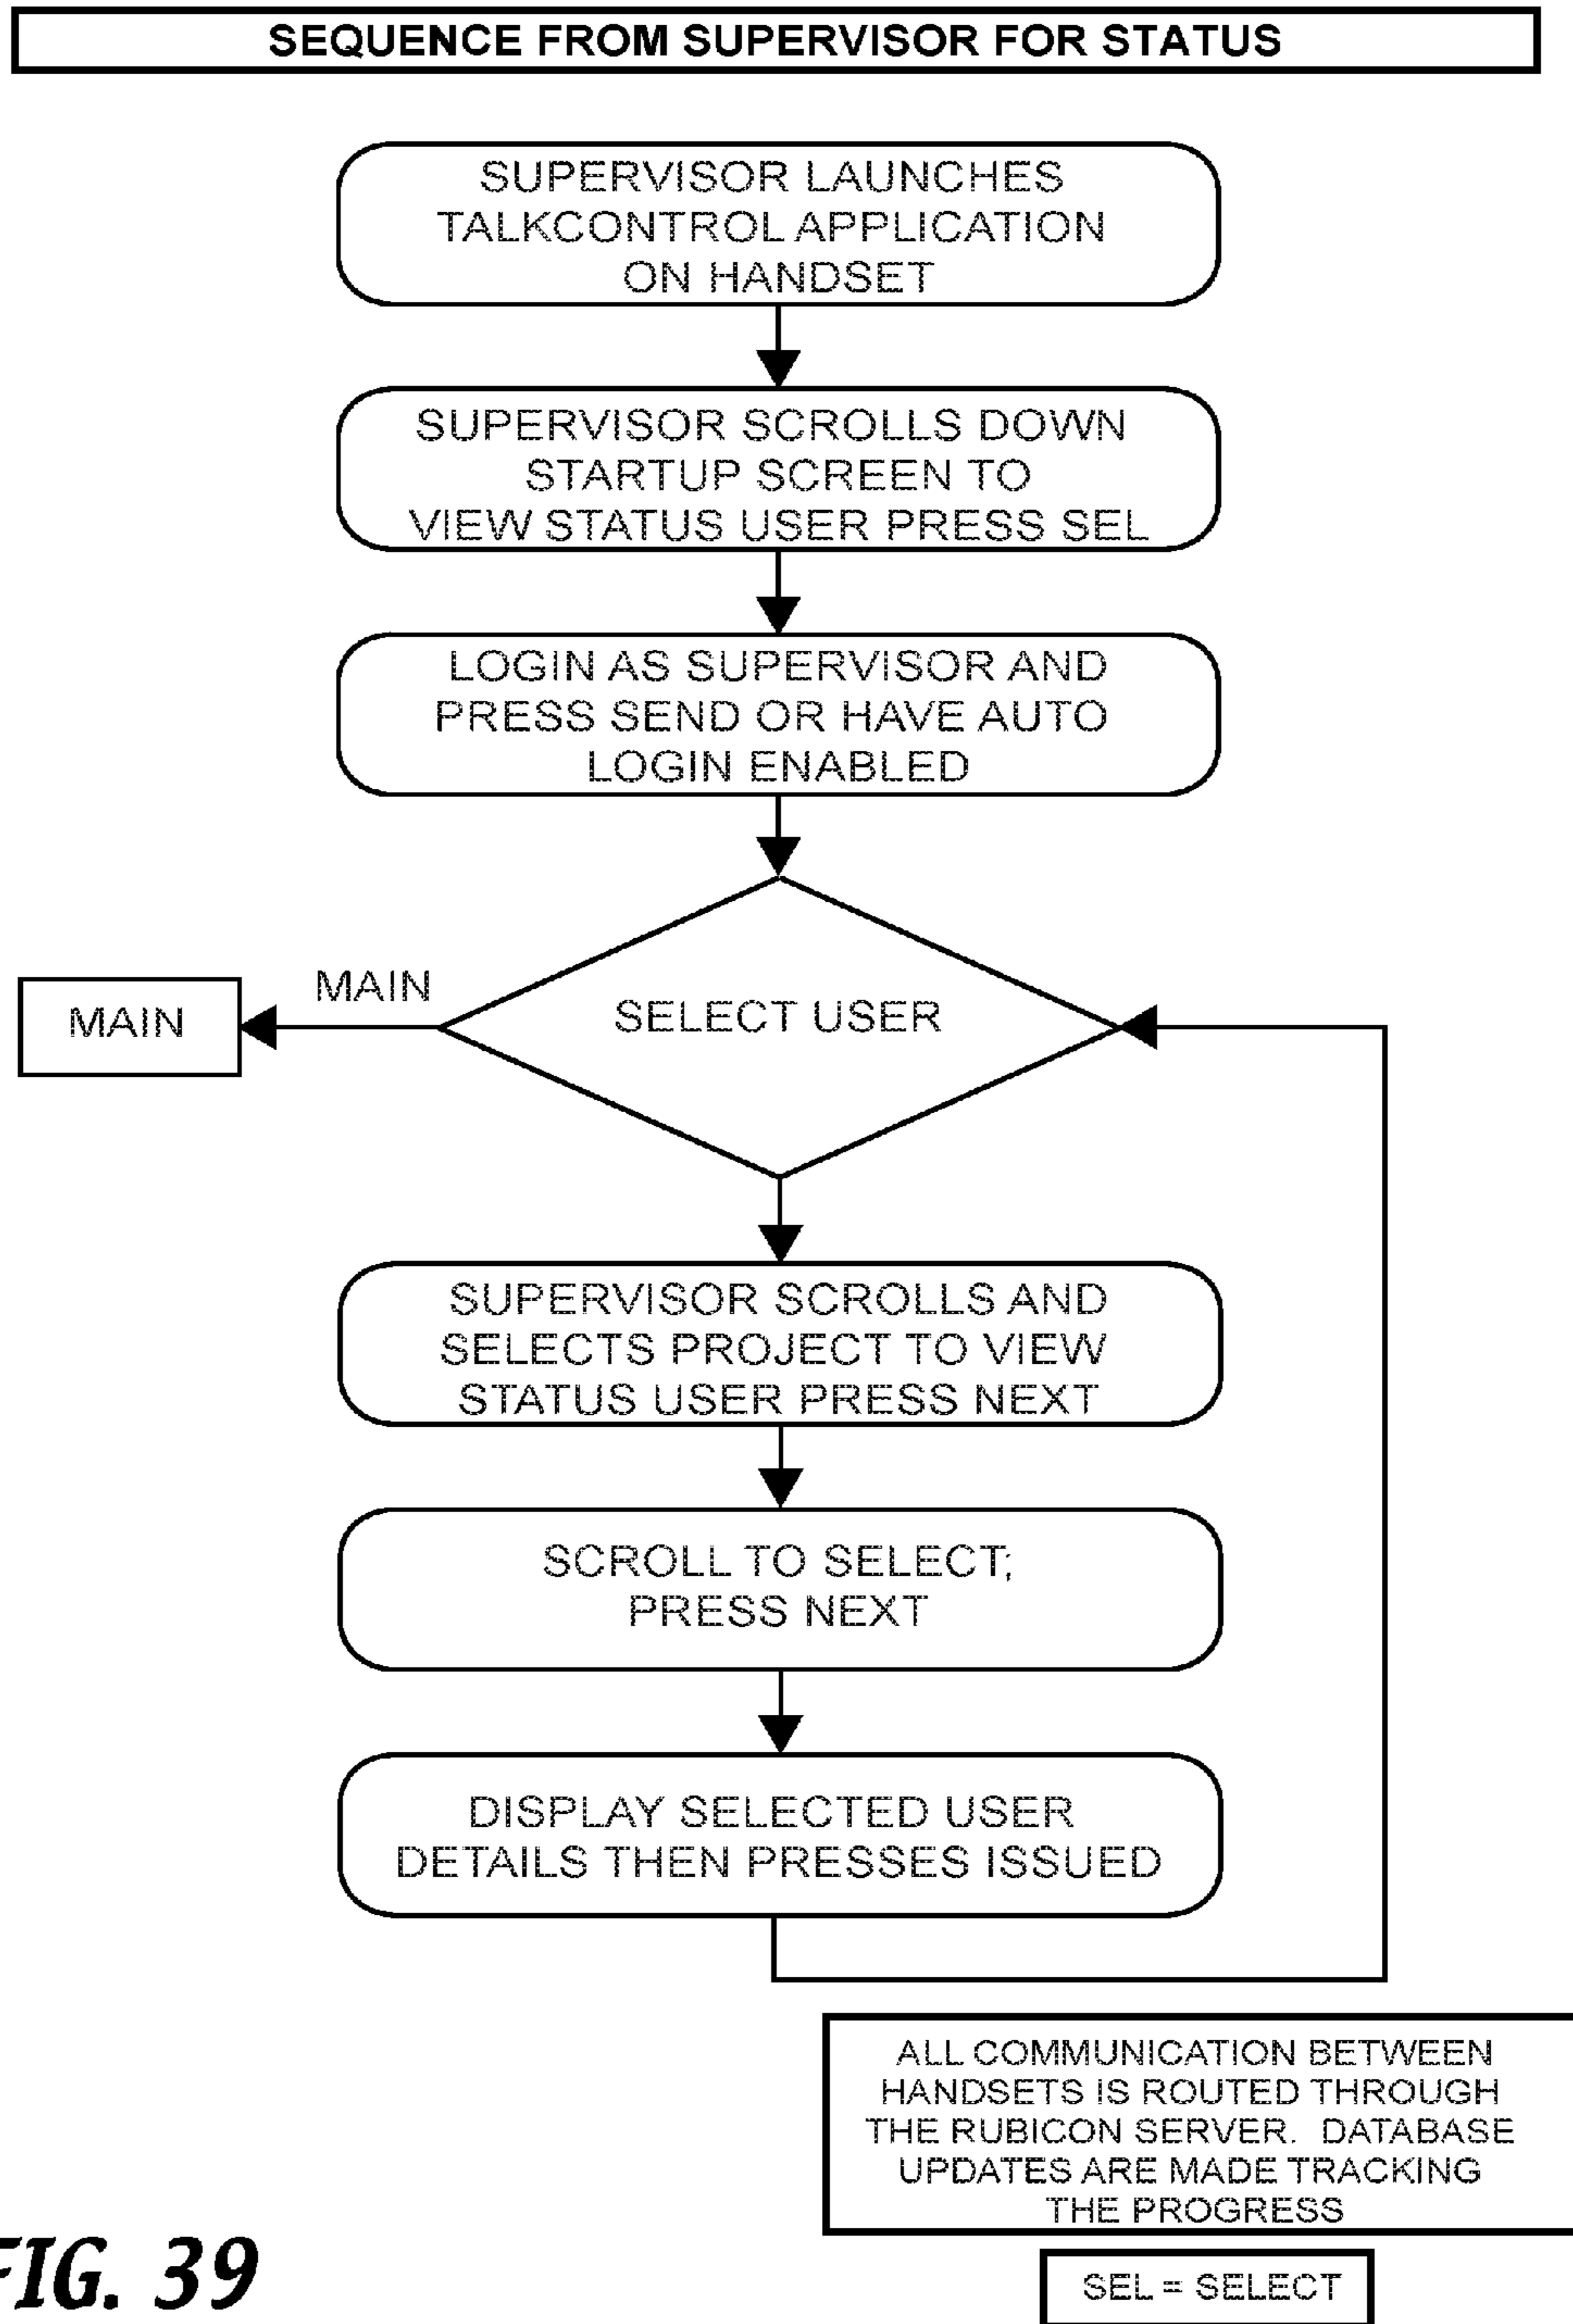 SEQUENCE FROM SUPERVISOR FOR STATUS
SUPERVISOR LAUNCHES
TALKCONTROL APPLICATION
ON HANDSET
SUPERVISOR SCROLLS DOWN
STARTUP SCREEN TO
VIEW STATUS USER PRESS SEL
LOGIN AS SUPERVISOR AND
PRESS SEND OR HAVE AUTO
LOGIN ENABLED
MAIN
MAIN
SELECT USER
SUPERVISOR SCROLLS AND
SELECTS PROJECT TO VIEW
STATUS USER PRESS NEXT
SCROLL TO SELECT;
PRESS NEXT
DISPLAY SELECTED USER
DETAILS THEN PRESSES ISSUED
ALL COMMUNICATION BETWEEN
HANDSETS IS ROUTED THROUGH
THE RUBICON SERVER. DATABASE
UPDATES ARE MADE TRACKING
THE PROGRESS
FIG. 39
SEL = SELECT